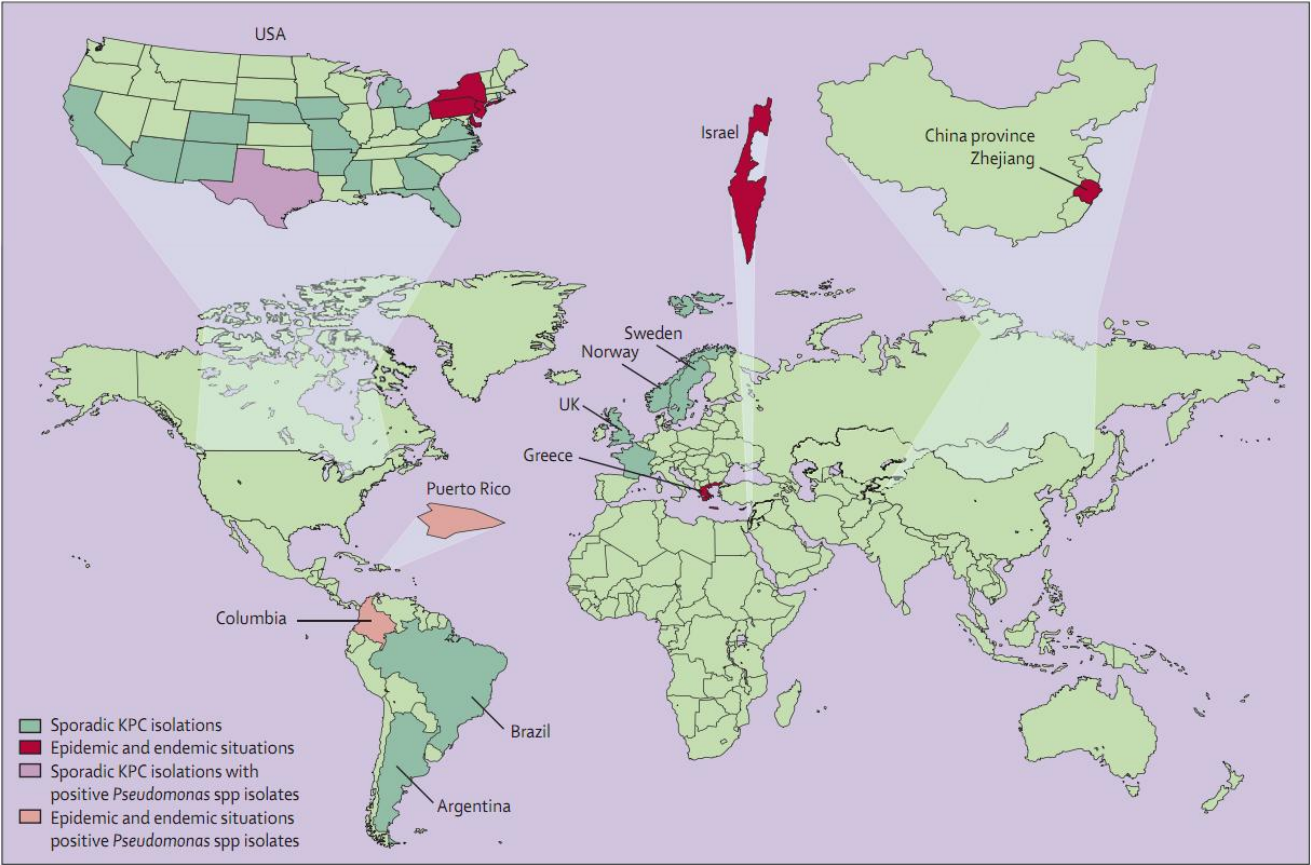 USA
Israel
China province
Zhejiang
Sweden
Norway
UK
Greece
Puerto Rico
Columbia
Brazil
Argentina
Sporadic KPC isolations
Epidemic and endemic situations
Sporadic KPC isolations with
positive Pseudomonas spp isolates
Epidemic and endemic situations
positive Pseudomonas spp isolates